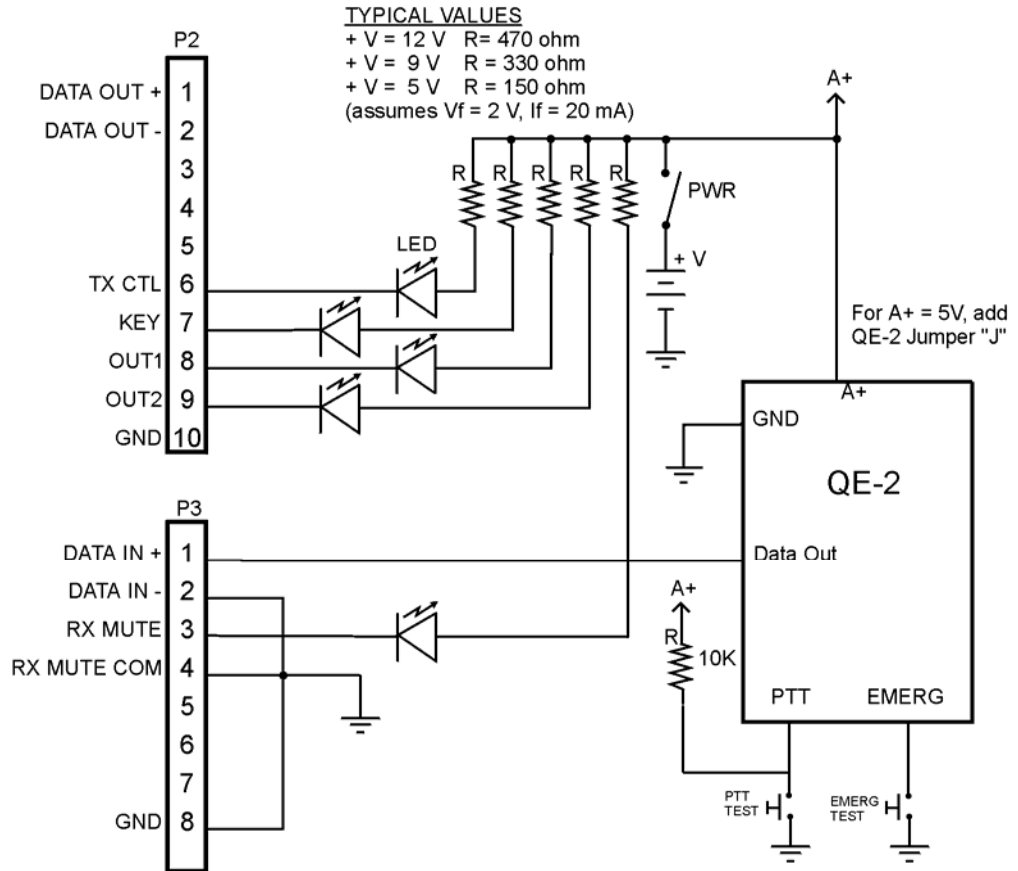 TYPICAL VALUES
+ V = 12 V R= 470 ohm
+ V = 9 V R = 330 ohm
+ V = 5 V R = 150 ohm
(assumes Vf = 2 V, If = 20 mA)
P2
DATA OUT + 1
DATA OUT - 2
3
4
5
TX CTL 6
KEY 7
OUT1 8
OUT2 9
GND 10
LED
R R R R R
PWR
+ V
A+
For A+ = 5V, add
QE-2 Jumper "J"
A+
GND
QE-2
Data Out
PTT EMERG
P3
DATA IN + 1
DATA IN - 2
RX MUTE 3
RX MUTE COM 4
5
6
7
GND 8
A+
R
10K
PTT
TEST
EMERG
TEST